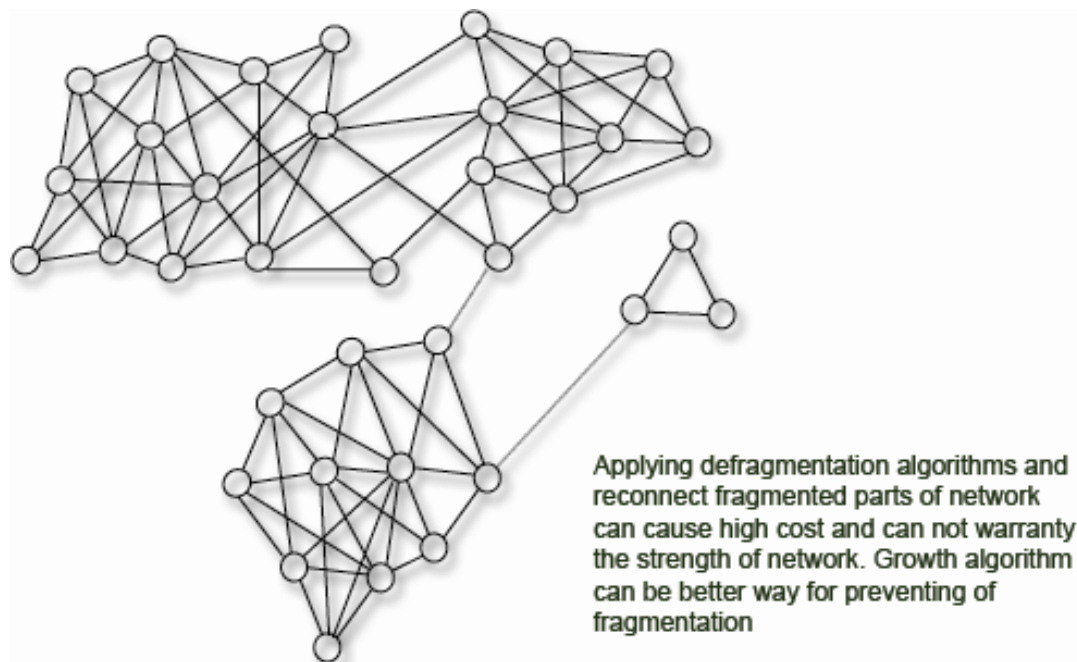 Applying defragmentation algorithms and
reconnect fragmented parts of network
can cause high cost and can not warranty
the strength of network. Growth algorithm
can be better way for preventing of
fragmentation